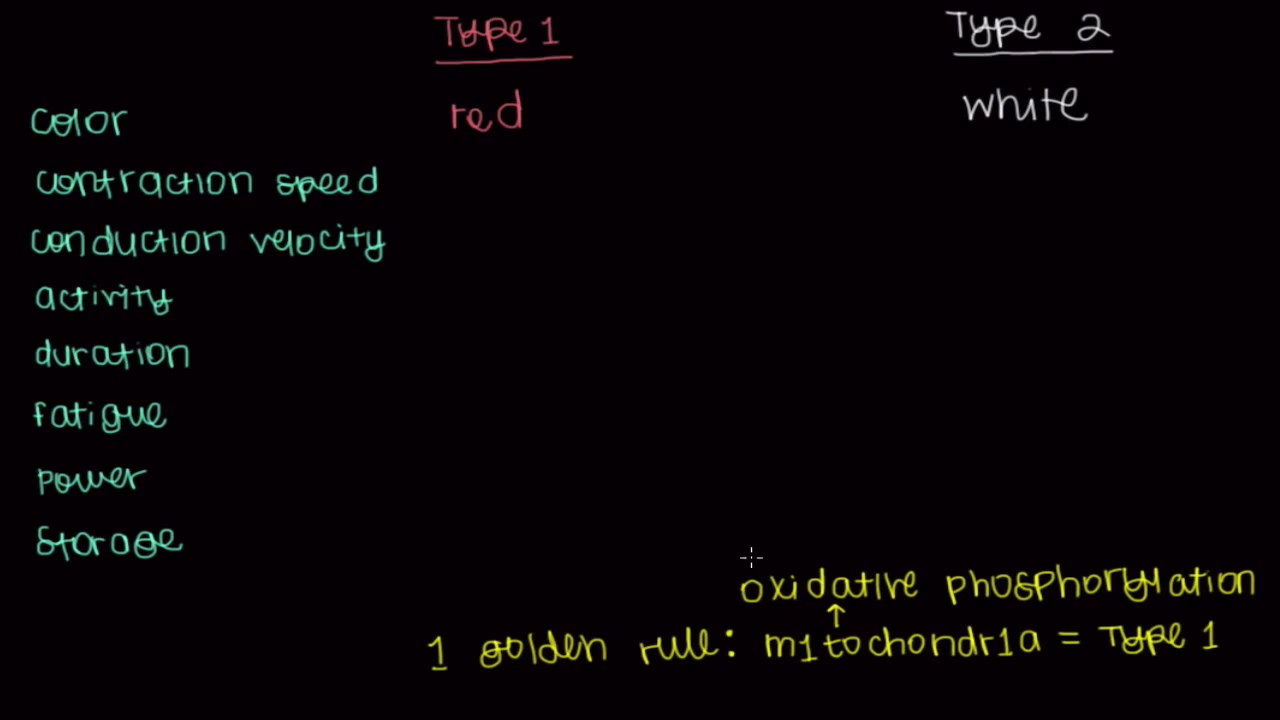 Type 1 Type 2
color red white
contraction speed
conduction velocity
activity
duration
fatigue
power
storage
oxidative phosphorylation
↑
1 golden rule: mitochondria = Type 1